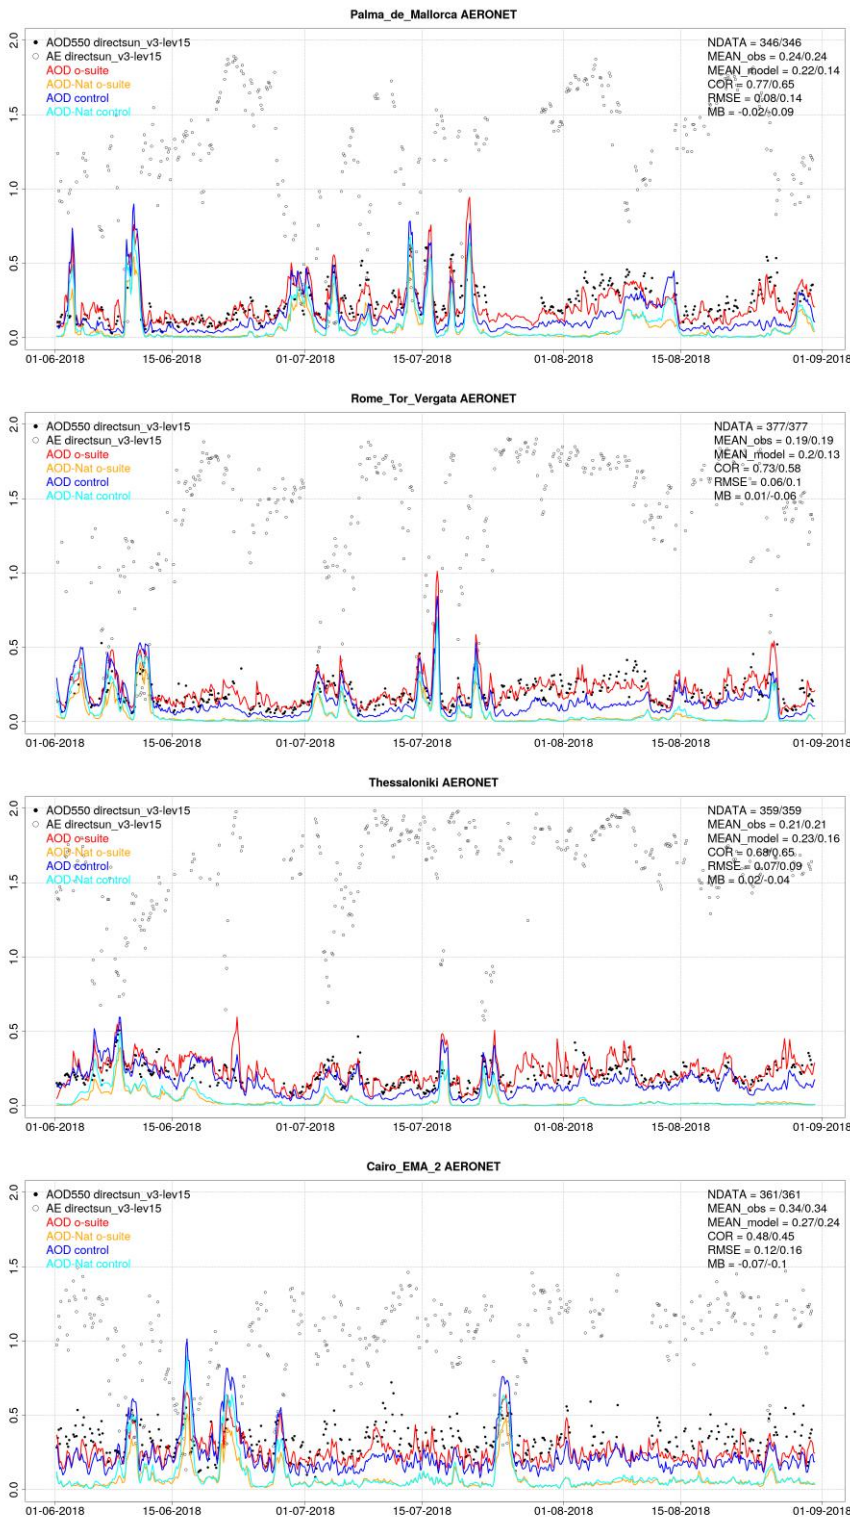 Palma_de_Mallorca AERONET
AOD550 directsun_v3-lev15
AE directsun_v3-lev15
AOD o-suite
AOD-Nat o-suite
AOD control
AOD-Nat control
NDATA = 346/346
MEAN_obs = 0.24/0.24
MEAN_model = 0.22/0.14
COR = 0.77/0.65
RMSE = 0.08/0.14
MB = -0.02/-0.09
2.0
1.5
1.0
0.5
0.0
01-06-2018 15-06-2018 01-07-2018 15-07-2018 01-08-2018 15-08-2018 01-09-2018
Rome_Tor_Vergata AERONET
AOD550 directsun_v3-lev15
AE directsun_v3-lev15
AOD o-suite
AOD-Nat o-suite
AOD control
AOD-Nat control
NDATA = 377/377
MEAN_obs = 0.19/0.19
MEAN_model = 0.2/0.13
COR = 0.73/0.58
RMSE = 0.06/0.1
MB = 0.01/-0.06
2.0
1.5
1.0
0.5
0.0
01-06-2018 15-06-2018 01-07-2018 15-07-2018 01-08-2018 15-08-2018 01-09-2018
Thessaloniki AERONET
AOD550 directsun_v3-lev15
AE directsun_v3-lev15
AOD o-suite
AOD-Nat o-suite
AOD control
AOD-Nat control
NDATA = 359/359
MEAN_obs = 0.21/0.21
MEAN_model = 0.23/0.16
COR = 0.68/0.65
RMSE = 0.07/0.09
MB = 0.02/-0.04
2.0
1.5
1.0
0.5
0.0
01-06-2018 15-06-2018 01-07-2018 15-07-2018 01-08-2018 15-08-2018 01-09-2018
Cairo_EMA_2 AERONET
AOD550 directsun_v3-lev15
AE directsun_v3-lev15
AOD o-suite
AOD-Nat o-suite
AOD control
AOD-Nat control
NDATA = 361/361
MEAN_obs = 0.34/0.34
MEAN_model = 0.27/0.24
COR = 0.48/0.45
RMSE = 0.12/0.16
MB = -0.07/-0.1
2.0
1.5
1.0
0.5
0.0
01-06-2018 15-06-2018 01-07-2018 15-07-2018 01-08-2018 15-08-2018 01-09-2018